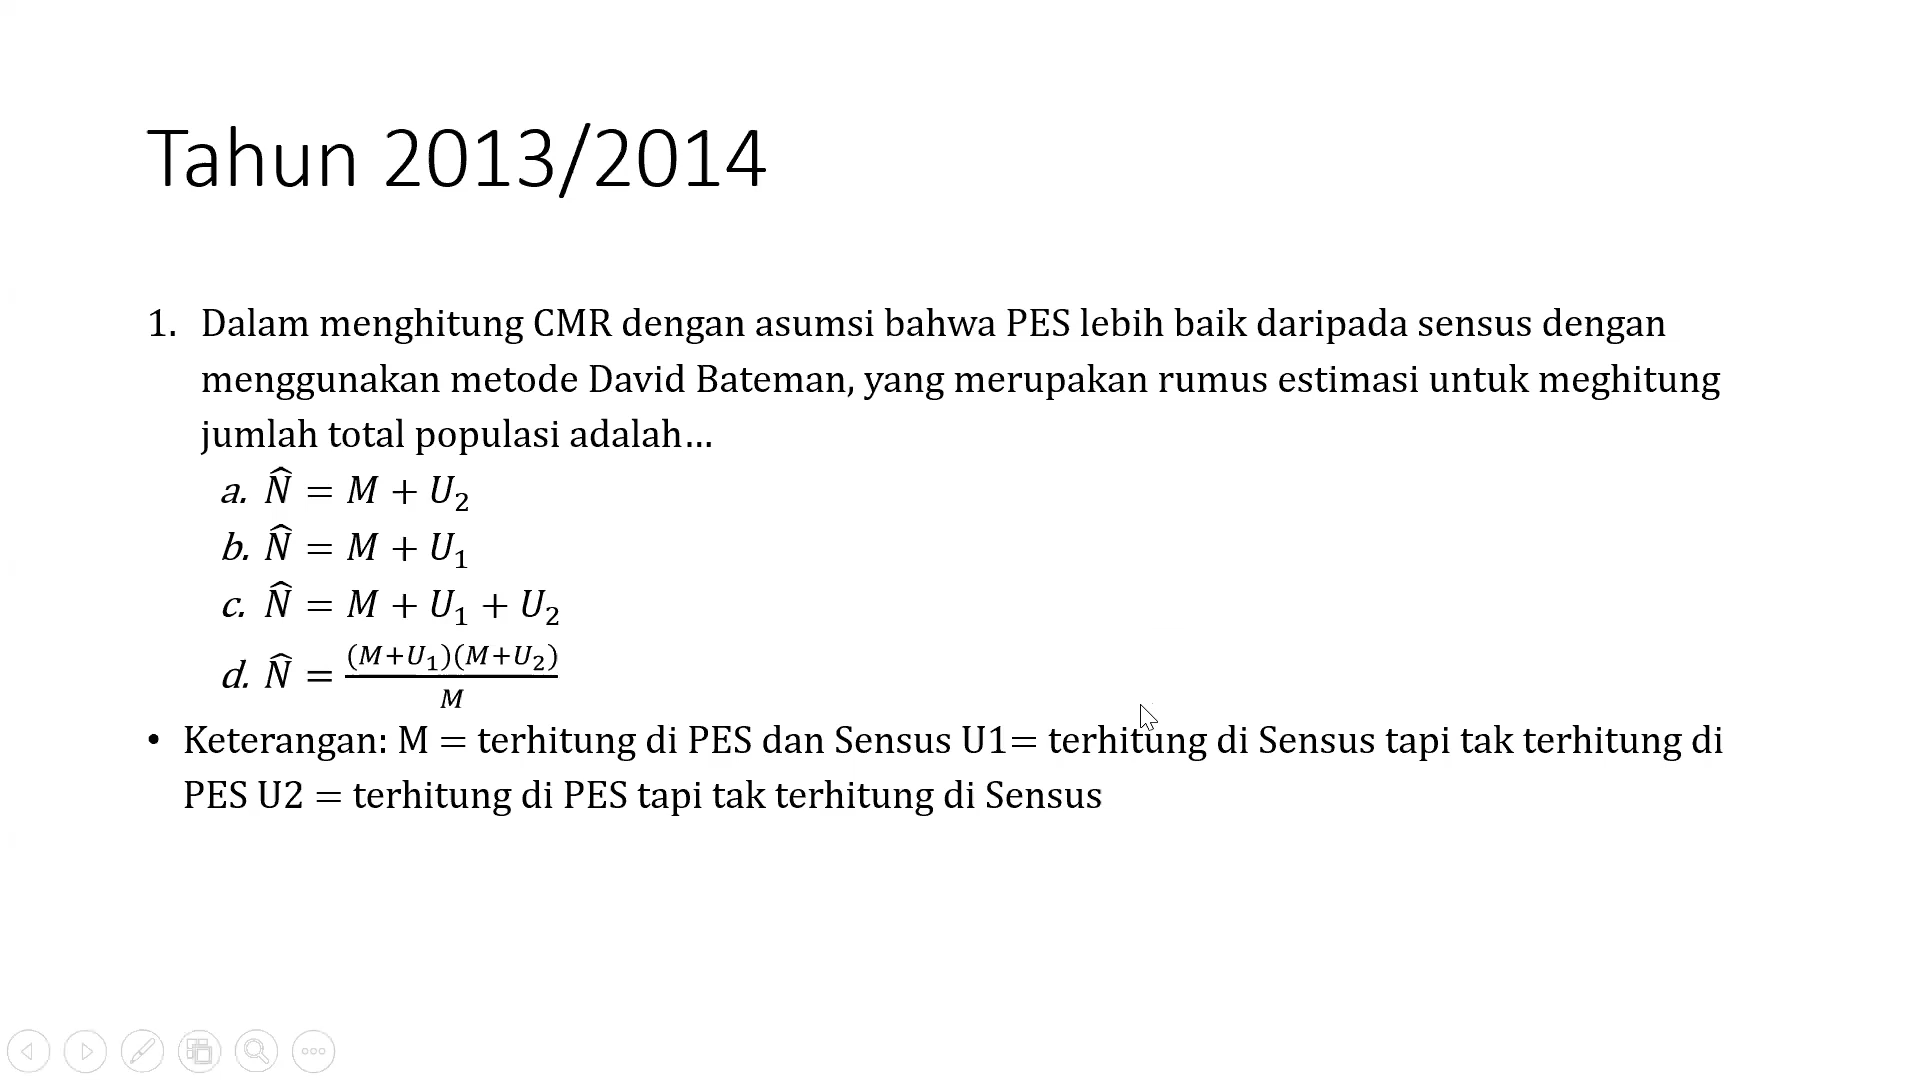 Tahun 2013/2014
1. Dalam menghitung CMR dengan asumsi bahwa PES lebih baik daripada sensus dengan
menggunakan metode David Bateman, yang merupakan rumus estimasi untuk meghitung
jumlah total populasi adalah…
a. N̂ = M + U₂
b. N̂ = M + U₁
c. N̂ = M + U₁ + U₂
d. N̂ = (M+U₁)(M+U₂)/M
• Keterangan: M = terhitung di PES dan Sensus U1= terhitung di Sensus tapi tak terhitung di
PES U2 = terhitung di PES tapi tak terhitung di Sensus